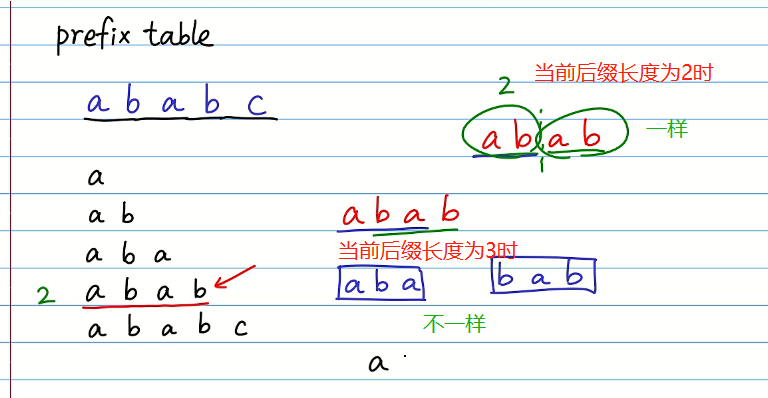 prefix table
a b a b c
2
当前后缀长度为2时
a b a b
一样
a
a b
a b a
2 a b a b
a b a b c
a b a b
当前后缀长度为3时
a b a
b a b
不一样
a